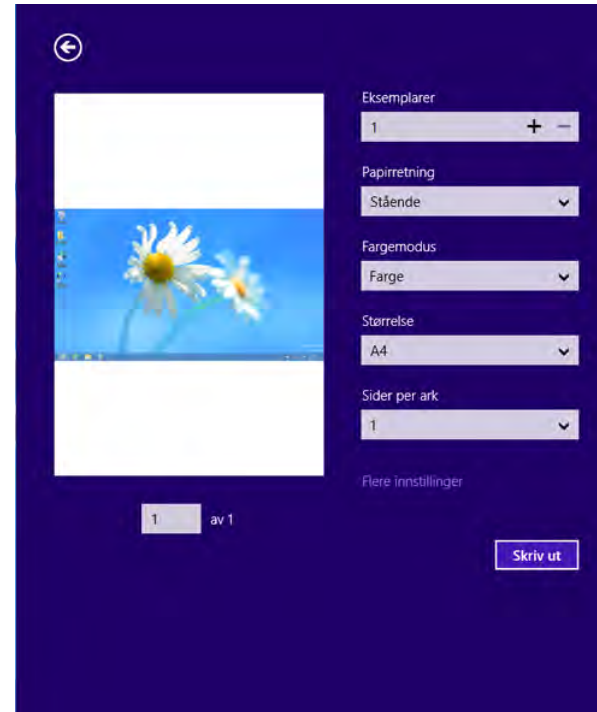 Eksemplarer
1
Papirretning
Stående
Fargemodus
Farge
Størrelse
A4
Sider per ark
1
Flere innstillinger
1 av 1
Skriv ut